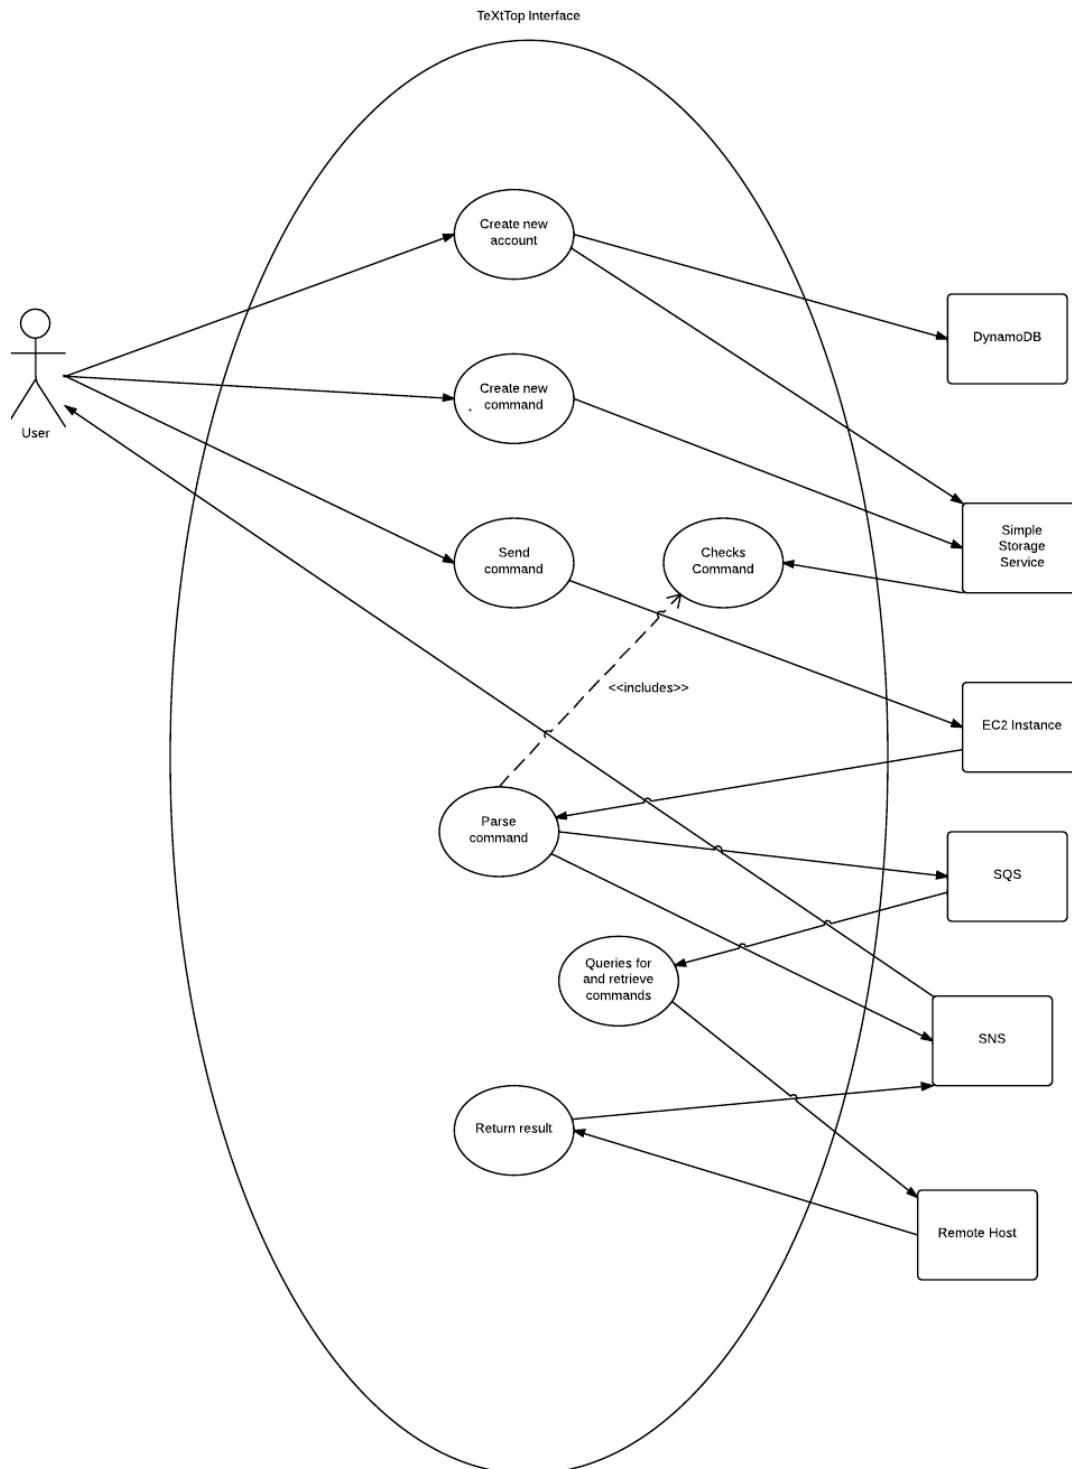 TeXtTop Interface
Create new
account
DynamoDB
Create new
command
User
Simple
Storage
Service
Send
command
Checks
Command
<<includes>>
EC2 Instance
Parse
command
SQS
Queries for
and retrieve
commands
SNS
Return result
Remote Host